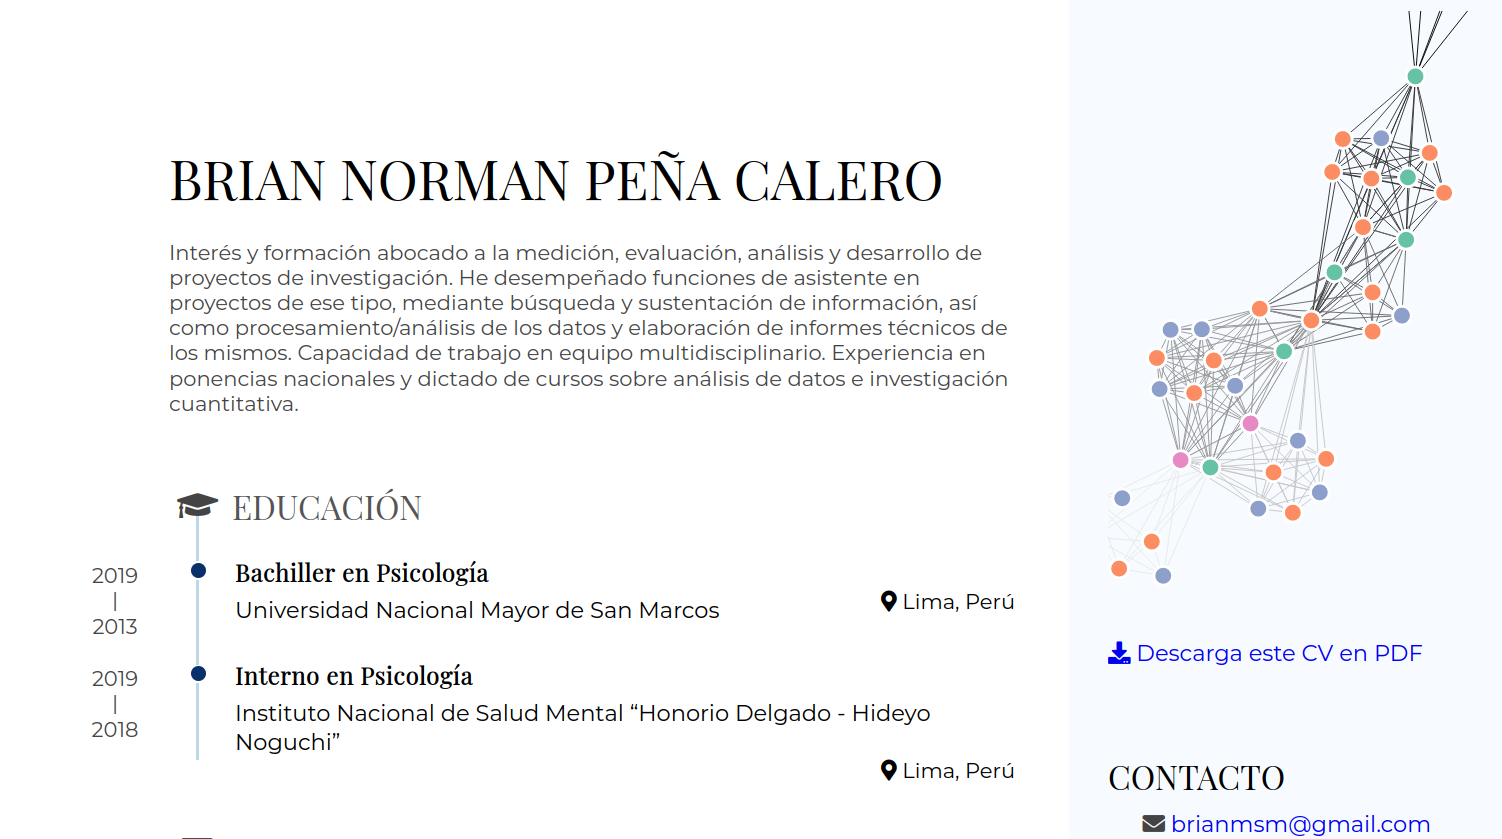 BRIAN NORMAN PEÑA CALERO
Interés y formación abocado a la medición, evaluación, análisis y desarrollo de
proyectos de investigación. He desempeñado funciones de asistente en
proyectos de ese tipo, mediante búsqueda y sustentación de información, así
como procesamiento/análisis de los datos y elaboración de informes técnicos de
los mismos. Capacidad de trabajo en equipo multidisciplinario. Experiencia en
ponencias nacionales y dictado de cursos sobre análisis de datos e investigación
cuantitativa.
EDUCACIÓN
2019
|
2013
Bachiller en Psicología
Universidad Nacional Mayor de San Marcos
Lima, Perú
2019
|
2018
Interno en Psicología
Instituto Nacional de Salud Mental “Honorio Delgado - Hideyo
Noguchi”
Lima, Perú
Descarga este CV en PDF
CONTACTO
brianmsm@gmail.com